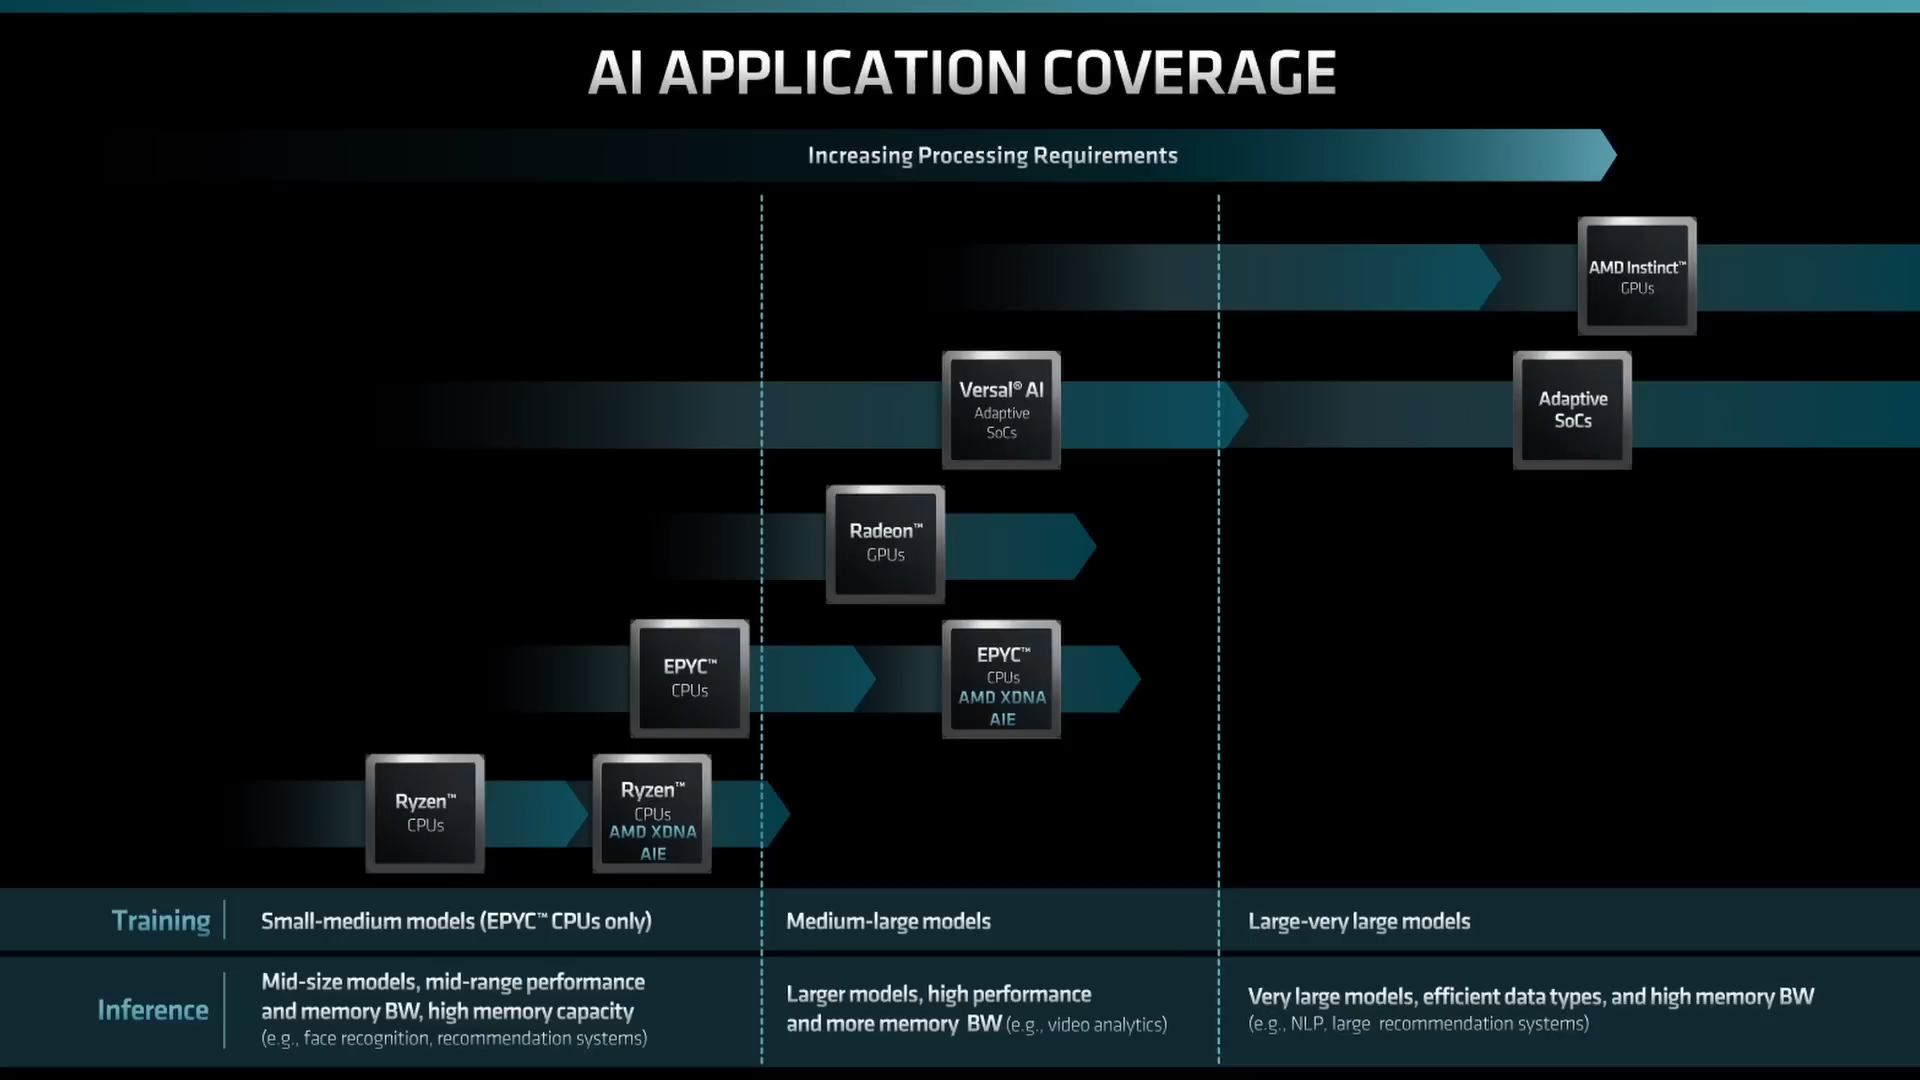 AI APPLICATION COVERAGE
Increasing Processing Requirements
AMD Instinct™
GPUs
Versal® AI
Adaptive
SoCs
Adaptive
SoCs
Radeon™
GPUs
EPYC™
CPUs
EPYC™
CPUs
AMD XDNA
AIE
Ryzen™
CPUs
Ryzen™
CPUs
AMD XDNA
AIE
Training
Small-medium models (EPYC™ CPUs only)
Medium-large models
Large-very large models
Inference
Mid-size models, mid-range performance
and memory BW, high memory capacity
(e.g., face recognition, recommendation systems)
Larger models, high performance
and more memory BW (e.g., video analytics)
Very large models, efficient data types, and high memory BW
(e.g., NLP, large recommendation systems)